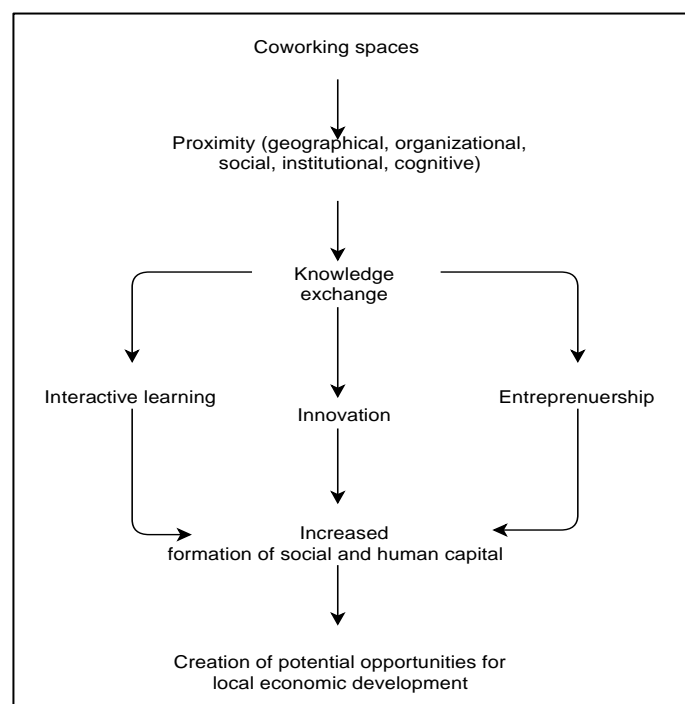 Coworking spaces
Proximity (geographical, organizational,
social, institutional, cognitive)
Knowledge
exchange
Interactive learning
Innovation
Entreprenuership
Increased
formation of social and human capital
Creation of potential opportunities for
local economic development